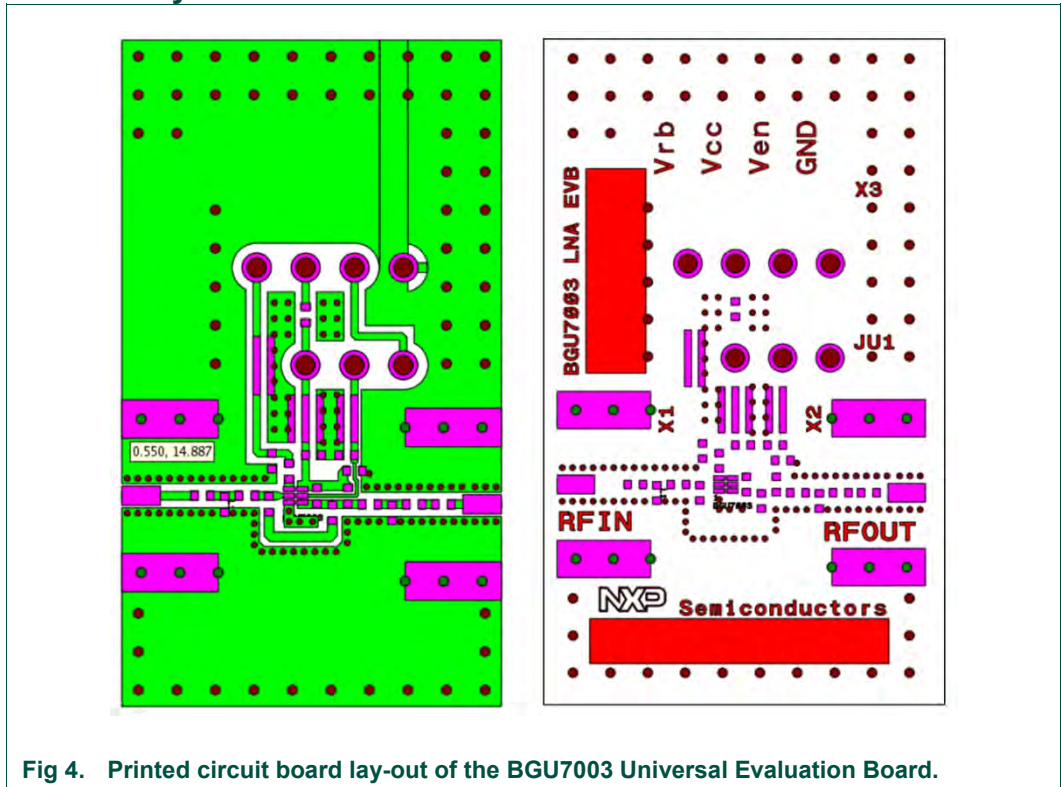 0.550, 14.887
Vrb
Vcc
Ven
GND
X3
BGU7003 LNA EVB
JU1
X1
X2
BGU7003
RFIN
RFOUT
NXP Semiconductors
Fig 4. Printed circuit board lay-out of the BGU7003 Universal Evaluation Board.